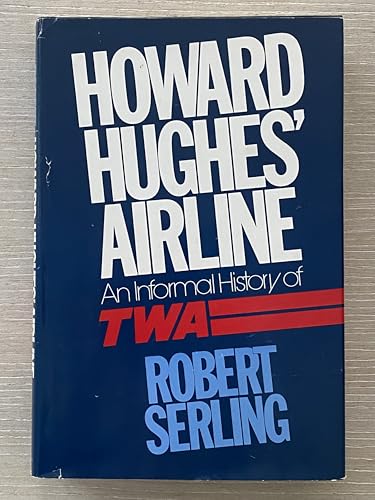 HOWARD
HUGHES'
AIRLINE
An Informal History of
TWA
ROBERT
SERLING